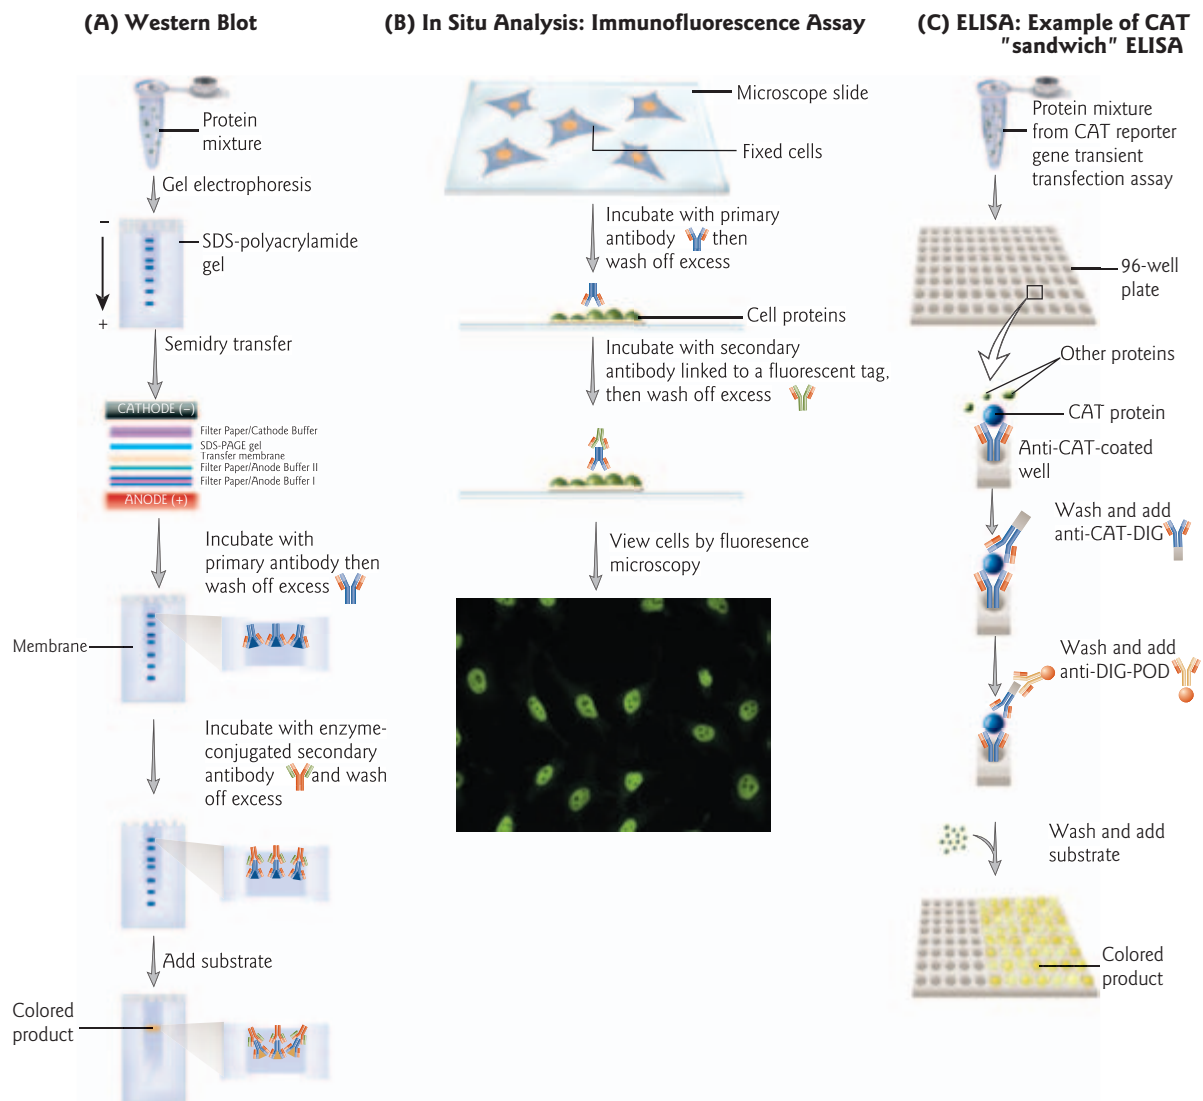 (A) Western Blot
Protein
mixture
Gel electrophoresis
−
+
SDS-polyacrylamide
gel
Semidry transfer
CATHODE (−)
Filter Paper/Cathode Buffer
SDS-PAGE gel
Transfer membrane
Filter Paper/Anode Buffer II
Filter Paper/Anode Buffer I
ANODE (+)
Incubate with
primary antibody then
wash off excess
Membrane
Incubate with enzyme-
conjugated secondary
antibody and wash
off excess
Add substrate
Colored
product
(B) In Situ Analysis: Immunofluorescence Assay
Microscope slide
Fixed cells
Incubate with primary
antibody then
wash off excess
Cell proteins
Incubate with secondary
antibody linked to a fluorescent tag,
then wash off excess
View cells by fluoresence
microscopy
(C) ELISA: Example of CAT
"sandwich" ELISA
Protein mixture
from CAT reporter
gene transient
transfection assay
96-well
plate
Other proteins
CAT protein
Anti-CAT-coated
well
Wash and add
anti-CAT-DIG
Wash and add
anti-DIG-POD
Wash and add
substrate
Colored
product